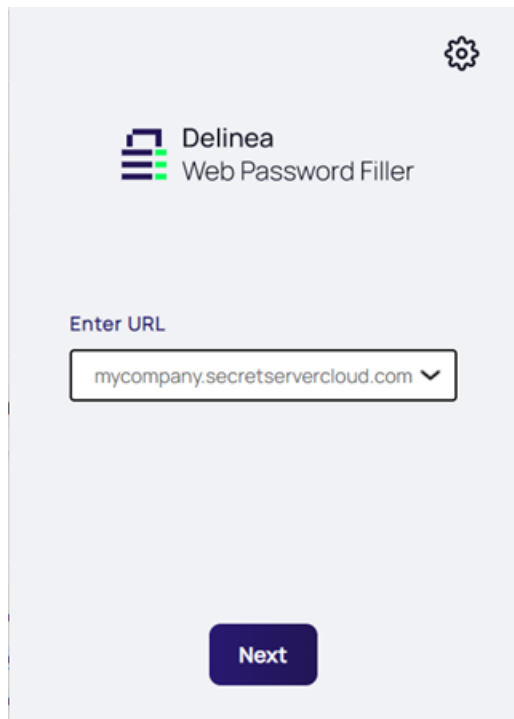 Delinea
Web Password Filler
Enter URL
mycompany.secretservercloud.com
Next